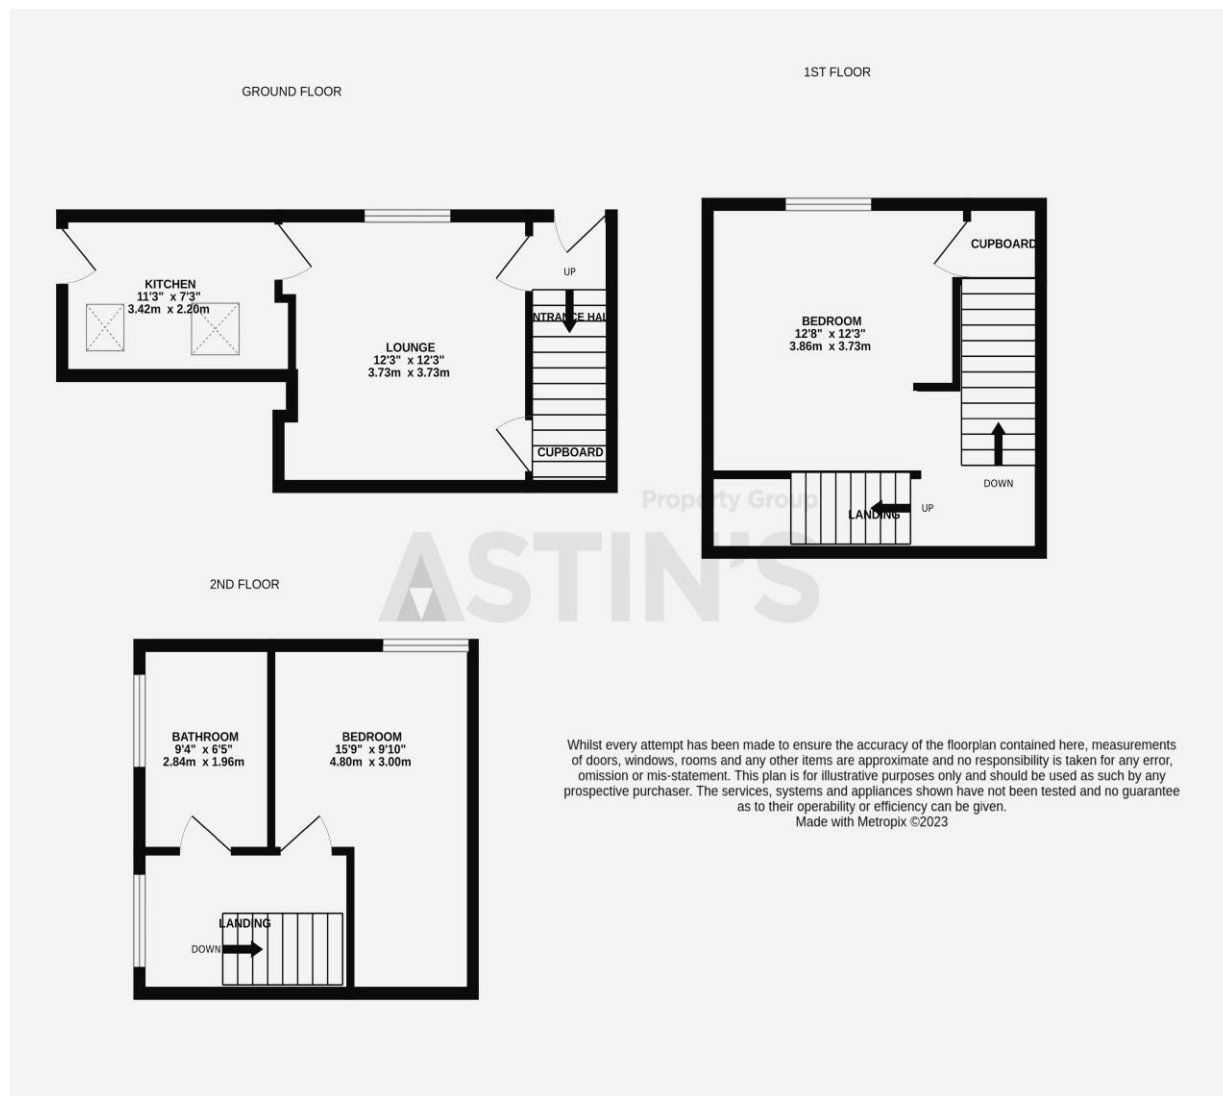 GROUND FLOOR
1ST FLOOR
KITCHEN
11'3" x 7'3"
3.42m x 2.20m
LOUNGE
12'3" x 12'3"
3.73m x 3.73m
UP
NTRANCE HAL
CUPBOARD
CUPBOARD
BEDROOM
12'8" x 12'3"
3.86m x 3.73m
DOWN
LANDING
UP
Property Group
ASTIN'S
2ND FLOOR
BATHROOM
9'4" x 6'5"
2.84m x 1.96m
BEDROOM
15'9" x 9'10"
4.80m x 3.00m
LANDING
DOWN
Whilst every attempt has been made to ensure the accuracy of the floorplan contained here, measurements
of doors, windows, rooms and any other items are approximate and no responsibility is taken for any error,
omission or mis-statement. This plan is for illustrative purposes only and should be used as such by any
prospective purchaser. The services, systems and appliances shown have not been tested and no guarantee
as to their operability or efficiency can be given.
Made with Metropix ©2023